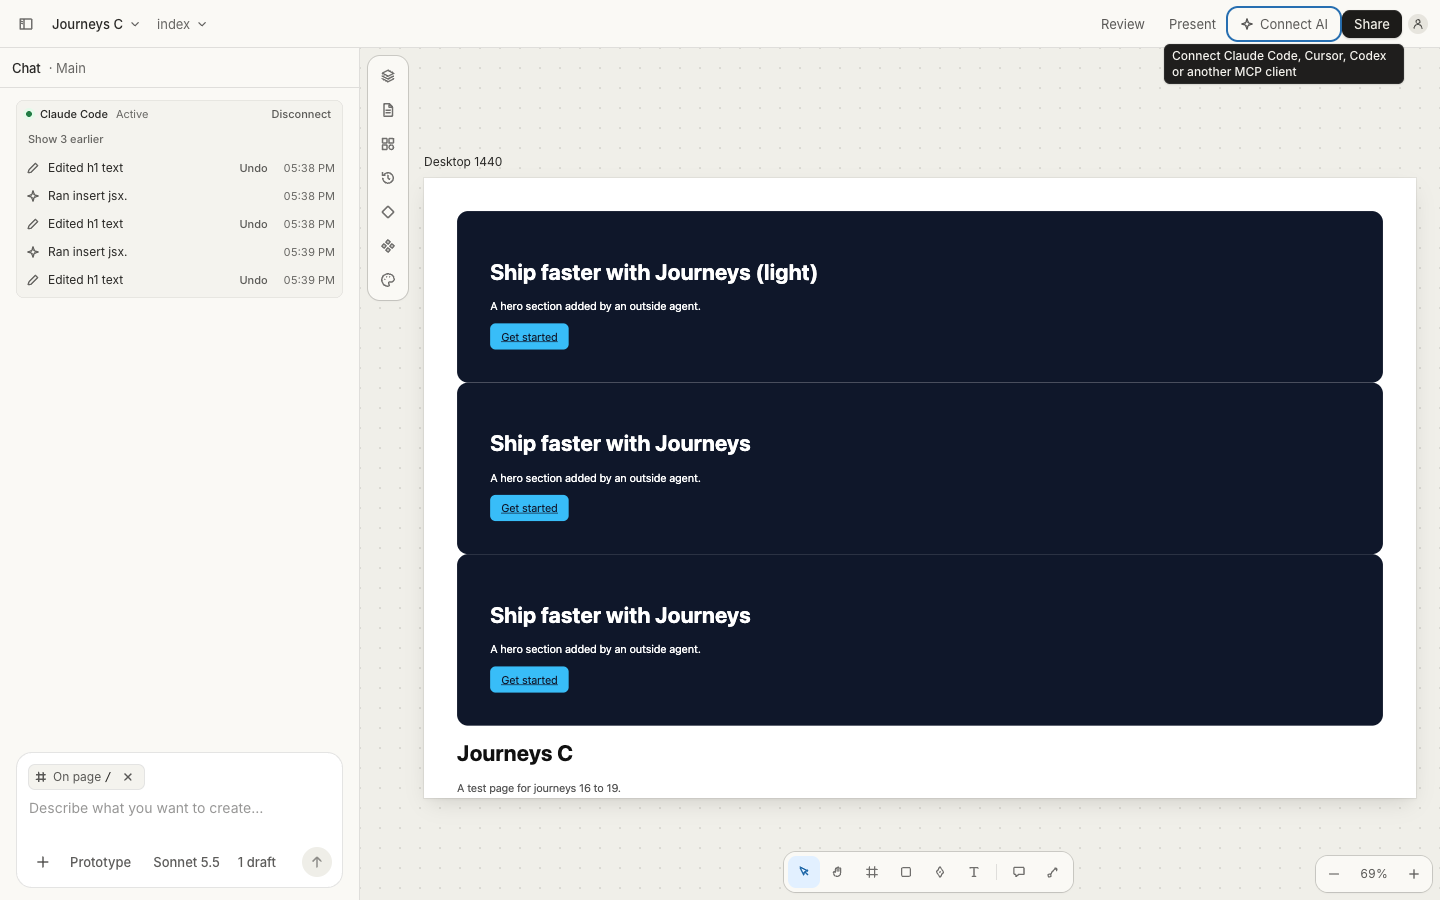 Journeys C
index
Review
Present
Connect AI
Share
Connect Claude Code, Cursor, Codex
or another MCP client
Chat · Main
Claude Code Active Disconnect
Show 3 earlier
Edited h1 text Undo 05:38 PM
Ran insert jsx. 05:38 PM
Edited h1 text Undo 05:38 PM
Ran insert jsx. 05:39 PM
Edited h1 text Undo 05:39 PM
Desktop 1440
Ship faster with Journeys (light)
A hero section added by an outside agent.
Get started
Ship faster with Journeys
A hero section added by an outside agent.
Get started
Ship faster with Journeys
A hero section added by an outside agent.
Get started
Journeys C
A test page for journeys 16 to 19.
On page /
Describe what you want to create...
Prototype Sonnet 5.5 1 draft
69%